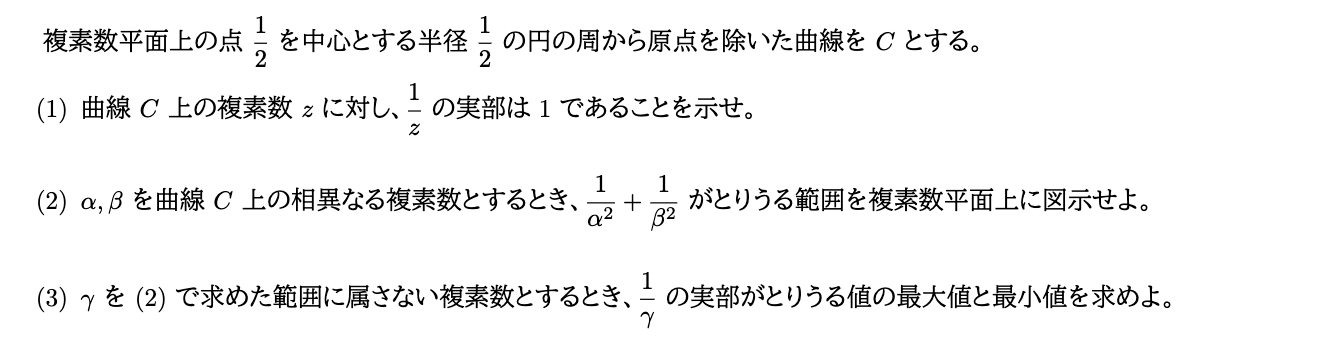 複素数平面上の点 $\frac{1}{2}$ を中心とする半径 $\frac{1}{2}$ の円の周から原点を除いた曲線を $C$ とする。
(1) 曲線 $C$ 上の複素数 $z$ に対し、$\frac{1}{z}$ の実部は 1 であることを示せ。
(2) $\alpha, \beta$ を曲線 $C$ 上の相異なる複素数とするとき、$\frac{1}{\alpha^2} + \frac{1}{\beta^2}$ がとりうる範囲を複素数平面上に図示せよ。
(3) $\gamma$ を (2) で求めた範囲に属さない複素数とするとき、$\frac{1}{\gamma}$ の実部がとりうる値の最大値と最小値を求めよ。